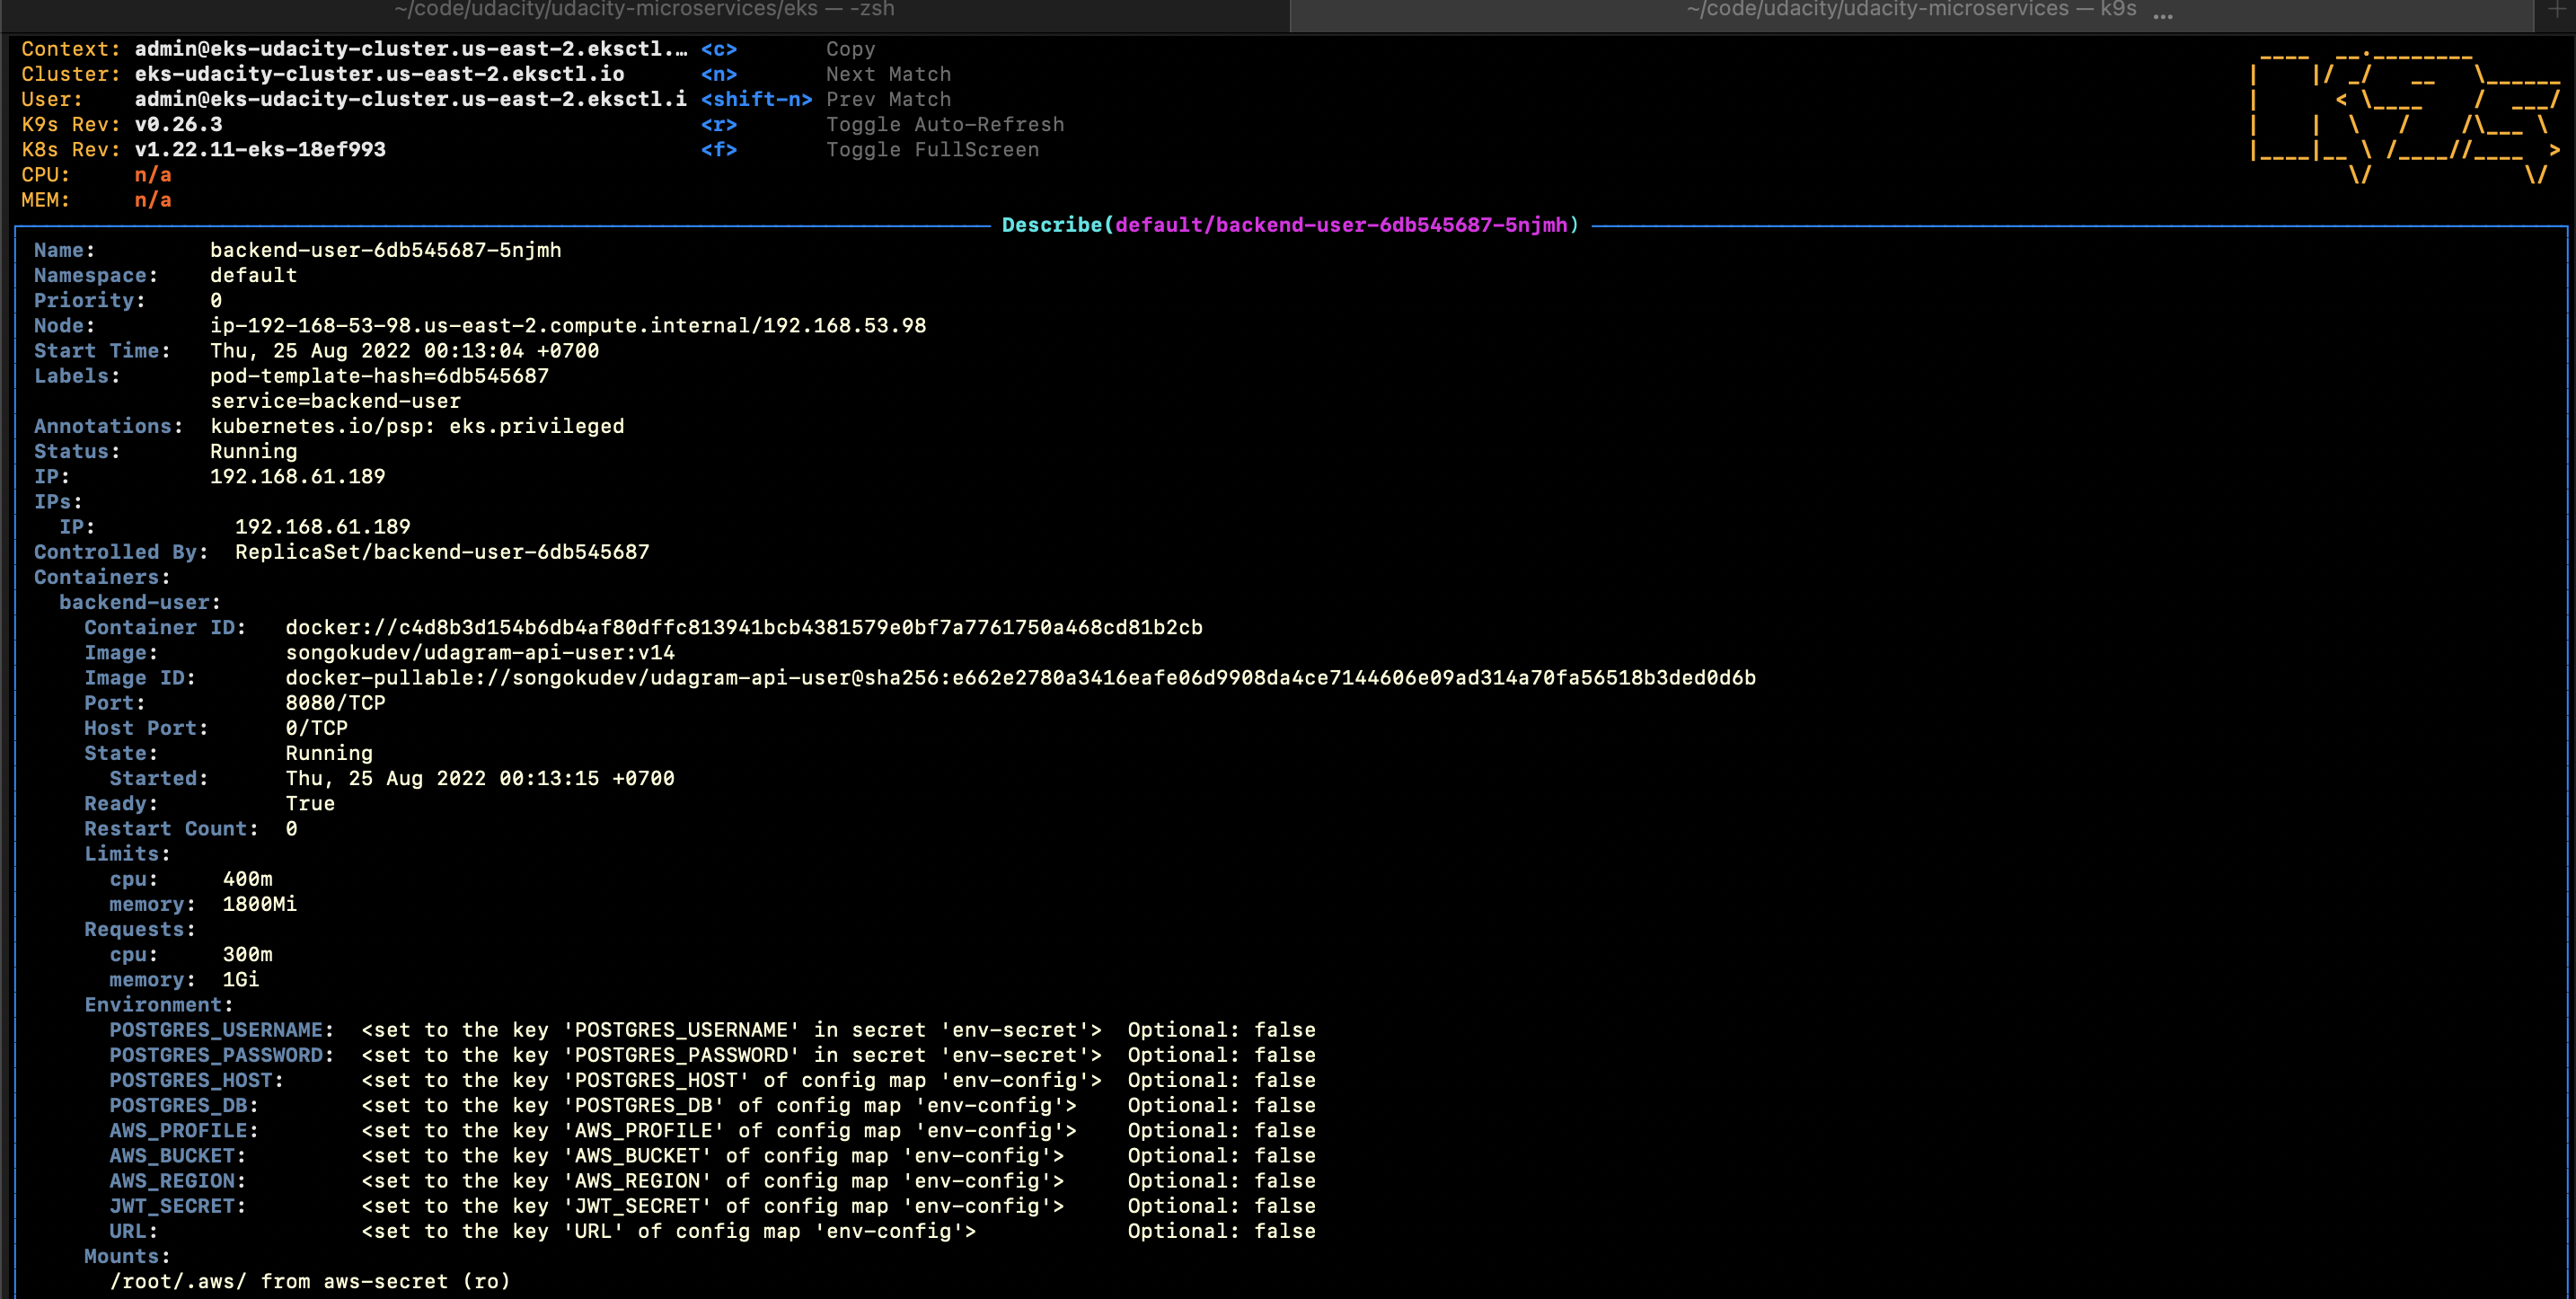 ~/code/udacity/udacity-microservices/eks — -zsh
~/code/udacity/udacity-microservices — k9s ...
Context: admin@eks-udacity-cluster.us-east-2.eksctl.… <c> Copy
Cluster: eks-udacity-cluster.us-east-2.eksctl.io <n> Next Match
User: admin@eks-udacity-cluster.us-east-2.eksctl.i <shift-n> Prev Match
K9s Rev: v0.26.3 <r> Toggle Auto-Refresh
K8s Rev: v1.22.11-eks-18ef993 <f> Toggle FullScreen
CPU: n/a
MEM: n/a
K9s
Describe(default/backend-user-6db545687-5njmh)
Name: backend-user-6db545687-5njmh
Namespace: default
Priority: 0
Node: ip-192-168-53-98.us-east-2.compute.internal/192.168.53.98
Start Time: Thu, 25 Aug 2022 00:13:04 +0700
Labels: pod-template-hash=6db545687
service=backend-user
Annotations: kubernetes.io/psp: eks.privileged
Status: Running
IP: 192.168.61.189
IPs:
IP: 192.168.61.189
Controlled By: ReplicaSet/backend-user-6db545687
Containers:
backend-user:
Container ID: docker://c4d8b3d154b6db4af80dffc813941bcb4381579e0bf7a7761750a468cd81b2cb
Image: songokudev/udagram-api-user:v14
Image ID: docker-pullable://songokudev/udagram-api-user@sha256:e662e2780a3416eafe06d9908da4ce7144606e09ad314a70fa56518b3ded0d6b
Port: 8080/TCP
Host Port: 0/TCP
State: Running
Started: Thu, 25 Aug 2022 00:13:15 +0700
Ready: True
Restart Count: 0
Limits:
cpu: 400m
memory: 1800Mi
Requests:
cpu: 300m
memory: 1Gi
Environment:
POSTGRES_USERNAME: <set to the key 'POSTGRES_USERNAME' in secret 'env-secret'> Optional: false
POSTGRES_PASSWORD: <set to the key 'POSTGRES_PASSWORD' in secret 'env-secret'> Optional: false
POSTGRES_HOST: <set to the key 'POSTGRES_HOST' of config map 'env-config'> Optional: false
POSTGRES_DB: <set to the key 'POSTGRES_DB' of config map 'env-config'> Optional: false
AWS_PROFILE: <set to the key 'AWS_PROFILE' of config map 'env-config'> Optional: false
AWS_BUCKET: <set to the key 'AWS_BUCKET' of config map 'env-config'> Optional: false
AWS_REGION: <set to the key 'AWS_REGION' of config map 'env-config'> Optional: false
JWT_SECRET: <set to the key 'JWT_SECRET' of config map 'env-config'> Optional: false
URL: <set to the key 'URL' of config map 'env-config'> Optional: false
Mounts:
/root/.aws/ from aws-secret (ro)